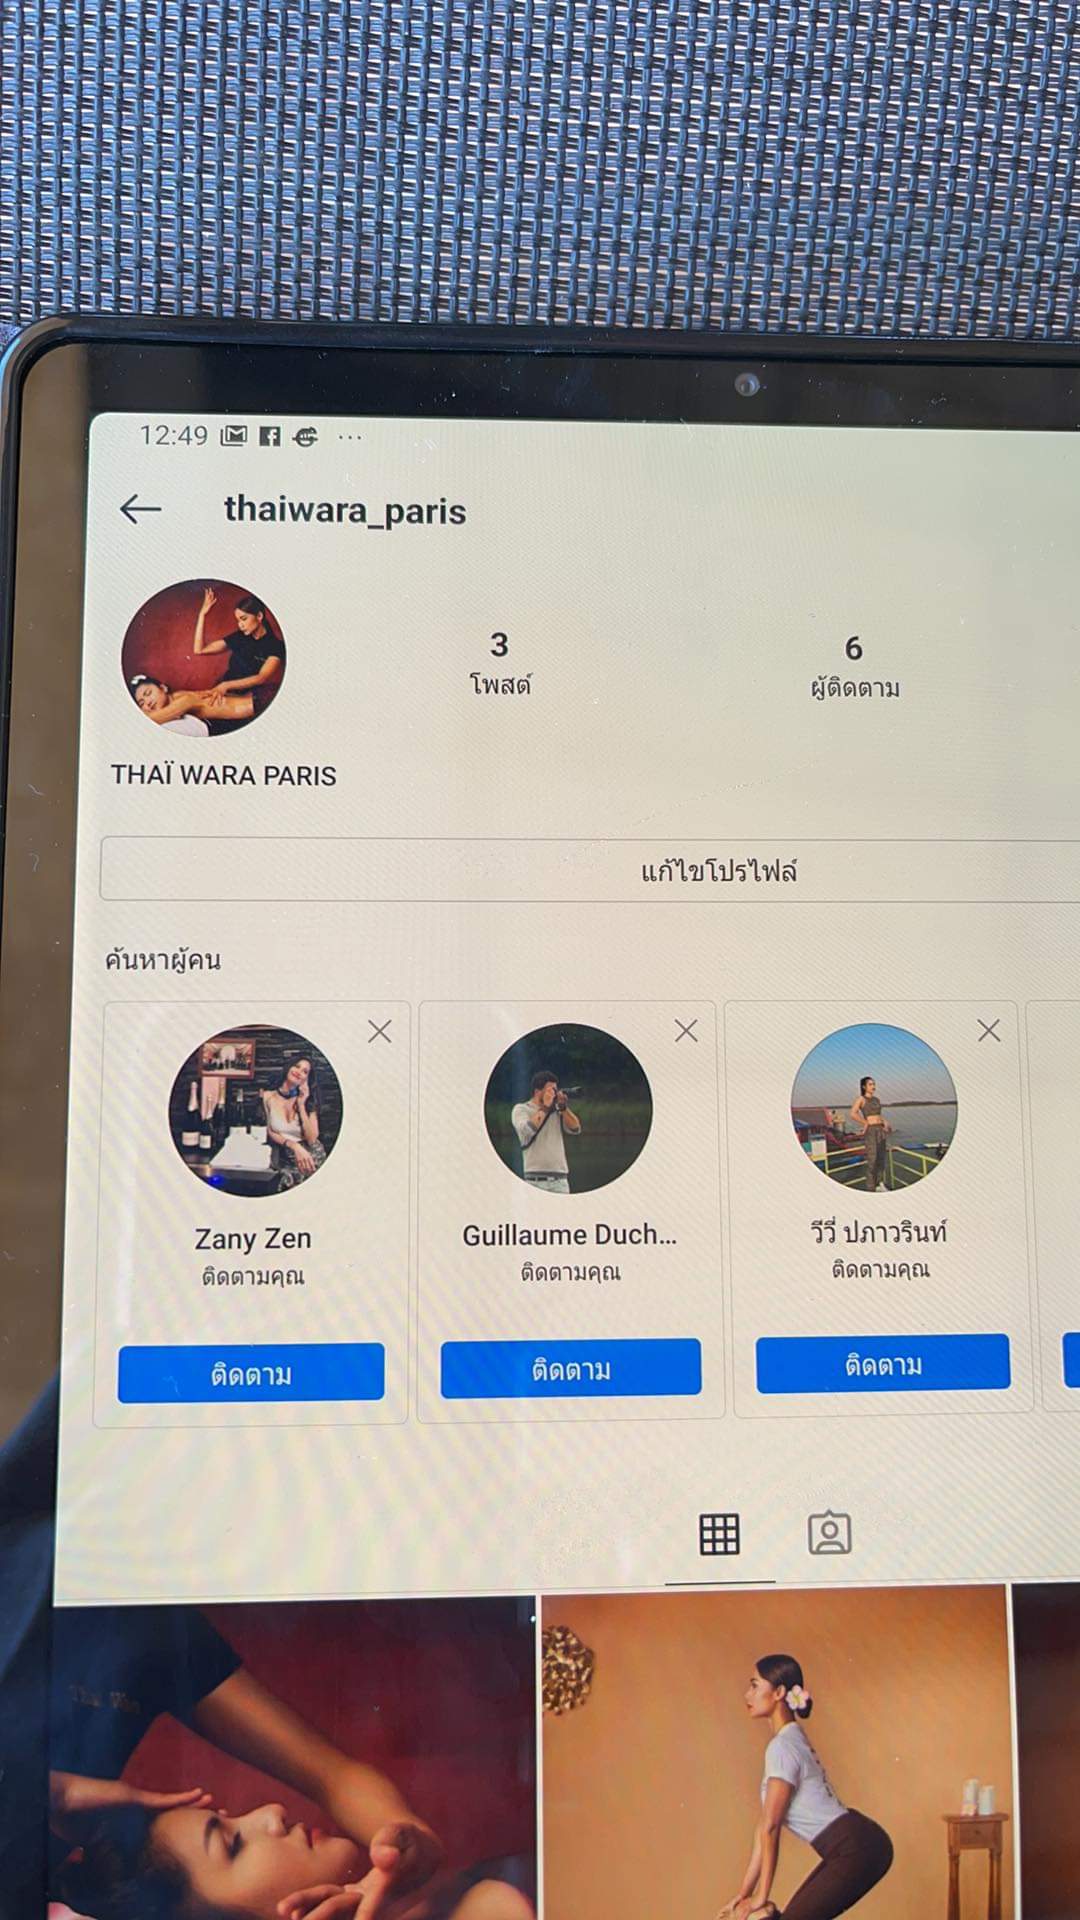 12:49
thaiwara_paris
3
โพสต์
6
ผู้ติดตาม
THAÏ WARA PARIS
แก้ไขโปรไฟล์
ค้นหาผู้คน
Zany Zen
ติดตามคุณ
ติดตาม
Guillaume Duch...
ติดตามคุณ
ติดตาม
วีวี่ ปภาวรินท์
ติดตามคุณ
ติดตาม